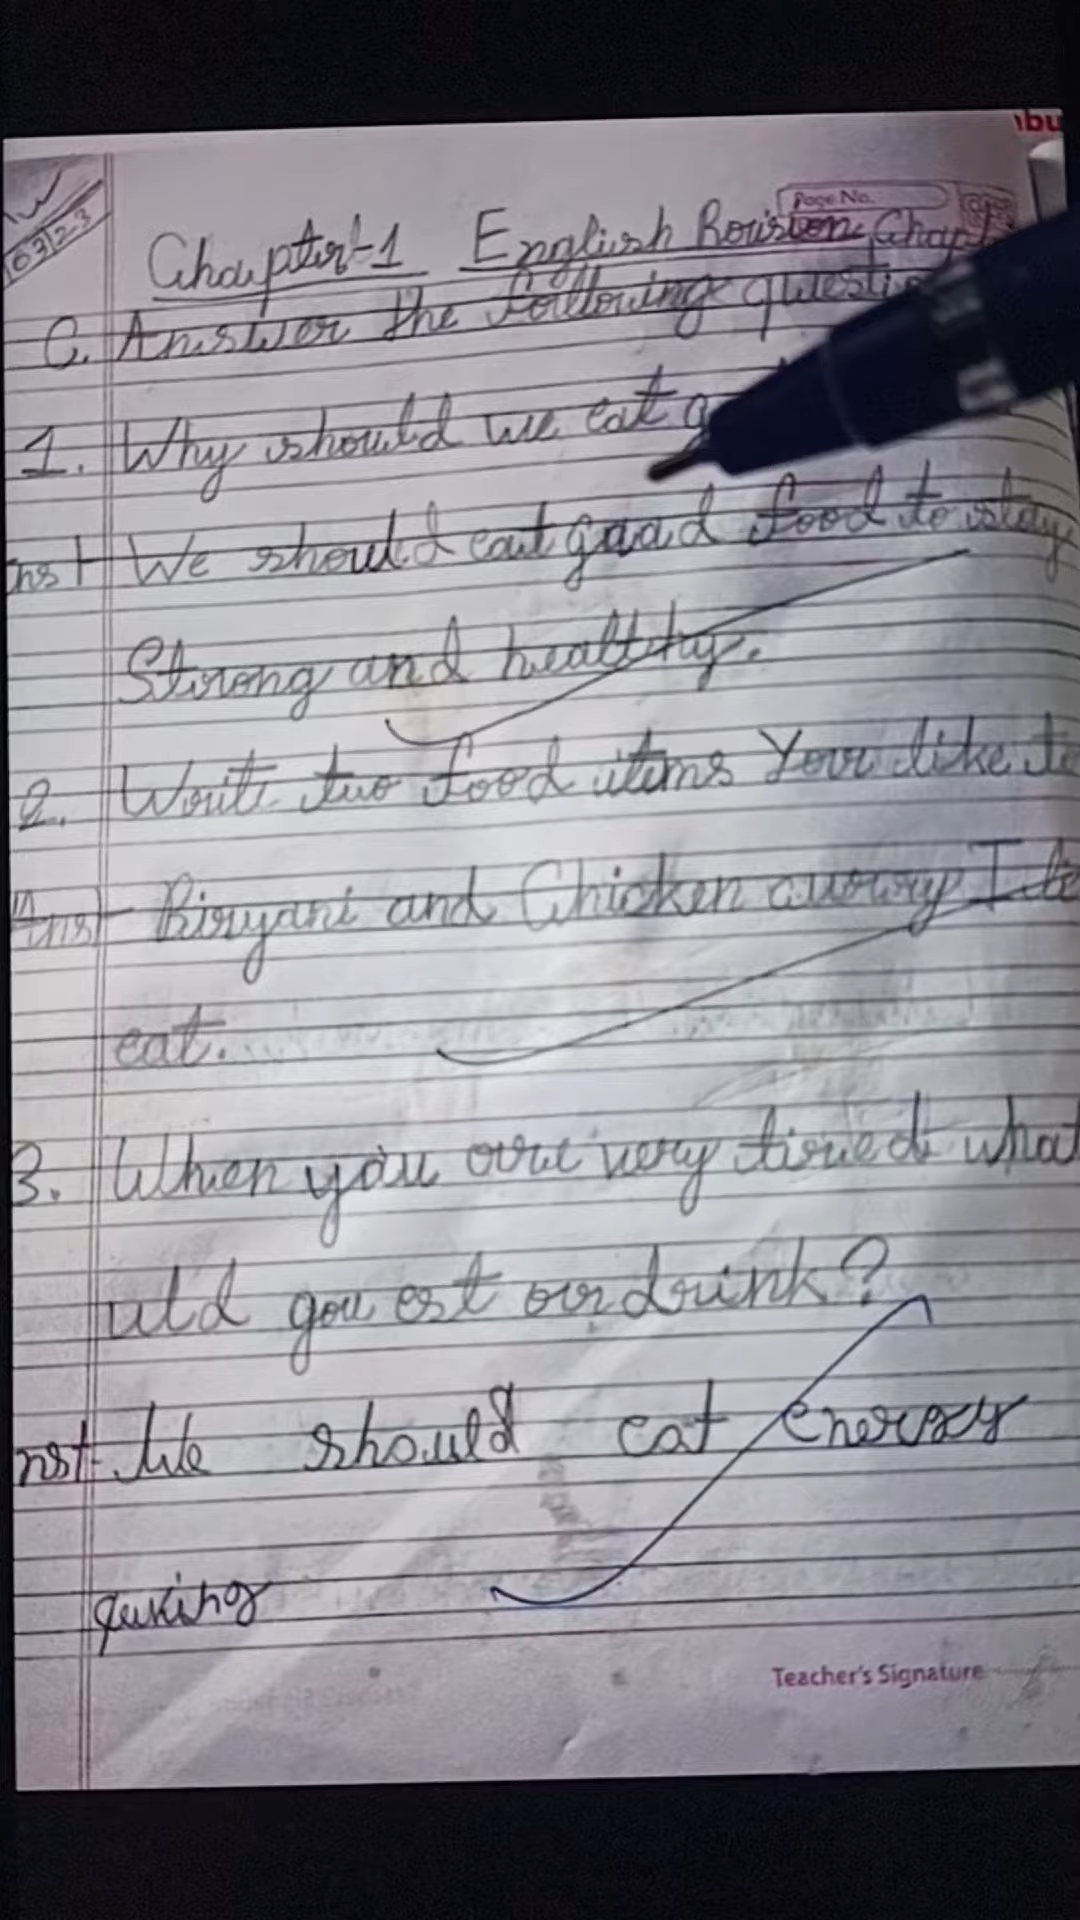 Page No.
Chapter-1 English Revision Chap
C. Answer the following questi
1. Why should we eat g
ns We should eat good food to stay
Strong and healthy.
2. Write two food items You like to
Ans Biryani and Chicken curry I
eat.
3. When you are very tired what
uld you eat or drink?
ns We should eat energy
Teacher's Signature